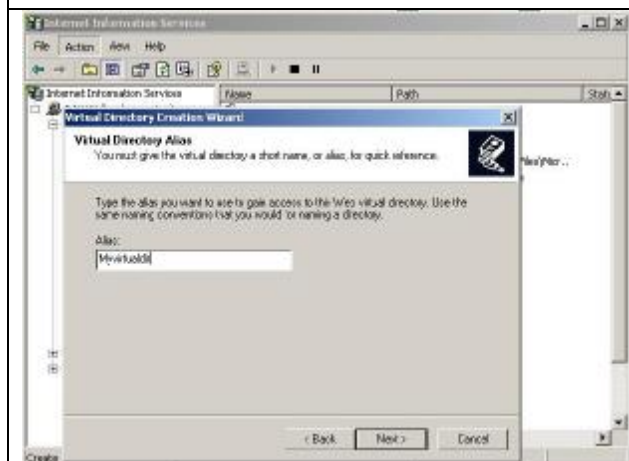 Internet Information Services
File Action View Help
Internet Information Services
Name
Path
Statu
Virtual Directory Creation Wizard
Virtual Directory Alias
You must give the virtual directory a short name, or alias, for quick reference.
Type the alias you want to use to gain access to this Web virtual directory. Use the
same naming conventions that you would for naming a directory.
Alias:
Myvirtualdir
< Back
Next >
Cancel
Create